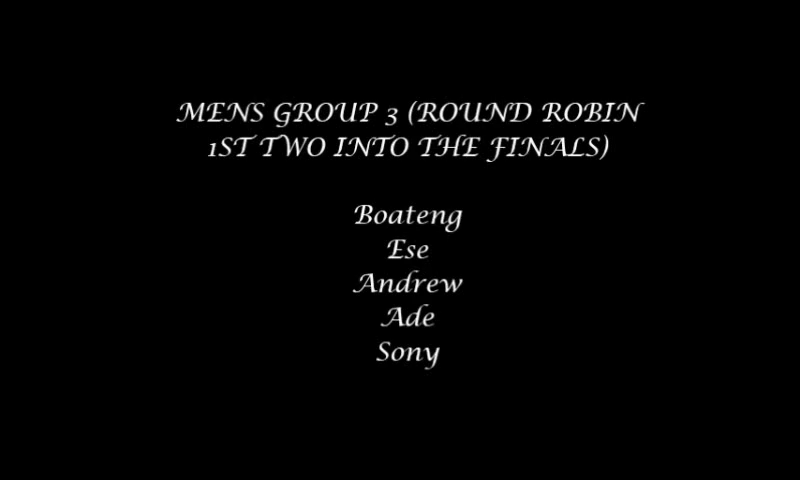 MENS GROUP 3 (ROUND ROBIN
1ST TWO INTO THE FINALS)
Boateng
Ese
Andrew
Ade
Sony